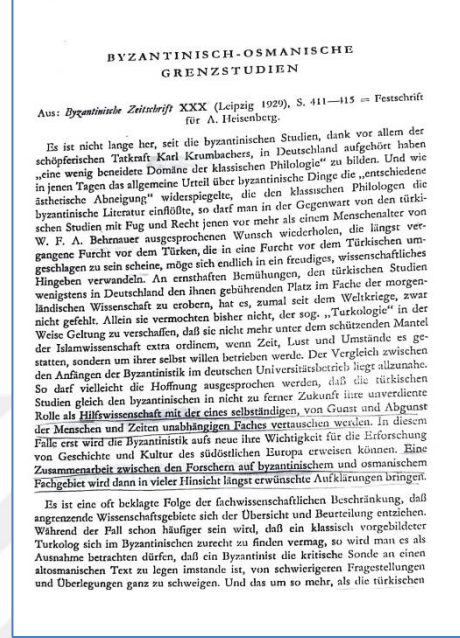 BYZANTINISCH-OSMANISCHE
GRENZSTUDIEN
Aus: Byzantinische Zeitschrift XXX (Leipzig 1929), S. 411—415 = Festschrift
für A. Heisenberg.
Es ist nicht lange her, seit die byzantinischen Studien, dank vor allem der
schöpferischen Tatkraft Karl Krumbachers, in Deutschland aufgehört haben
„eine wenig beneidete Domäne der klassischen Philologie“ zu bilden. Und wie
in jenen Tagen das allgemeine Urteil über byzantinische Dinge die „entschiedene
ästhetische Abneigung“ widerspiegelte, die den klassischen Philologen die
byzantinische Literatur einflößte, so darf man in der Gegenwart von den türki-
schen Studien mit Fug und Recht jenen vor mehr als einem Menschenalter von
W. F. A. Behrnauer ausgesprochenen Wunsch wiederholen, die längst ver-
gangene Furcht vor dem Türken, die in eine Furcht vor dem Türkischen um-
geschlagen zu sein scheine, möge sich endlich in ein freudiges, wissenschaftliches
Hingeben verwandeln. An ernsthaften Bemühungen, den türkischen Studien
wenigstens in Deutschland den ihnen gebührenden Platz im Fache der morgen-
ländischen Wissenschaft zu erobern, hat es, zumal seit dem Weltkriege, zwar
nicht gefehlt. Allein sie vermochten bisher nicht, der sog. „Turkologie“ in der
Weise Geltung zu verschaffen, daß sie nicht mehr unter dem schützenden Mantel
der Islamwissenschaft extra ordinem, wenn Zeit, Lust und Umstände es ge-
statten, sondern um ihrer selbst willen betrieben werde. Der Vergleich zwischen
den Anfängen der Byzantinistik im deutschen Universitätsbetrieb liegt allzunahe.
So darf vielleicht die Hoffnung ausgesprochen werden, daß die türkischen
Studien gleich den byzantinischen in nicht zu ferner Zukunft ihre unverdiente
Rolle als Hilfswissenschaft mit der eines selbständigen, von Gunst und Abgunst
der Menschen und Zeiten unabhängigen Faches vertauschen werden. In diesem
Falle erst wird die Byzantinistik aufs neue ihre Wichtigkeit für die Erforschung
von Geschichte und Kultur des südöstlichen Europa erweisen können. Eine
Zusammenarbeit zwischen den Forschern auf byzantinischem und osmanischem
Fachgebiet wird dann in vieler Hinsicht längst erwünschte Aufklärungen bringen.
Es ist eine oft beklagte Folge der fachwissenschaftlichen Beschränkung, daß
angrenzende Wissenschaftsgebiete sich der Übersicht und Beurteilung entziehen.
Während der Fall schon häufiger sein wird, daß ein klassisch vorgebildeter
Turkolog sich im Byzantinischen zurecht zu finden vermag, so wird man es als
Ausnahme betrachten dürfen, daß ein Byzantinist die kritische Sonde an einen
altosmanischen Text zu legen imstande ist, von schwierigeren Fragestellungen
und Überlegungen ganz zu schweigen. Und das um so mehr, als die türkischen